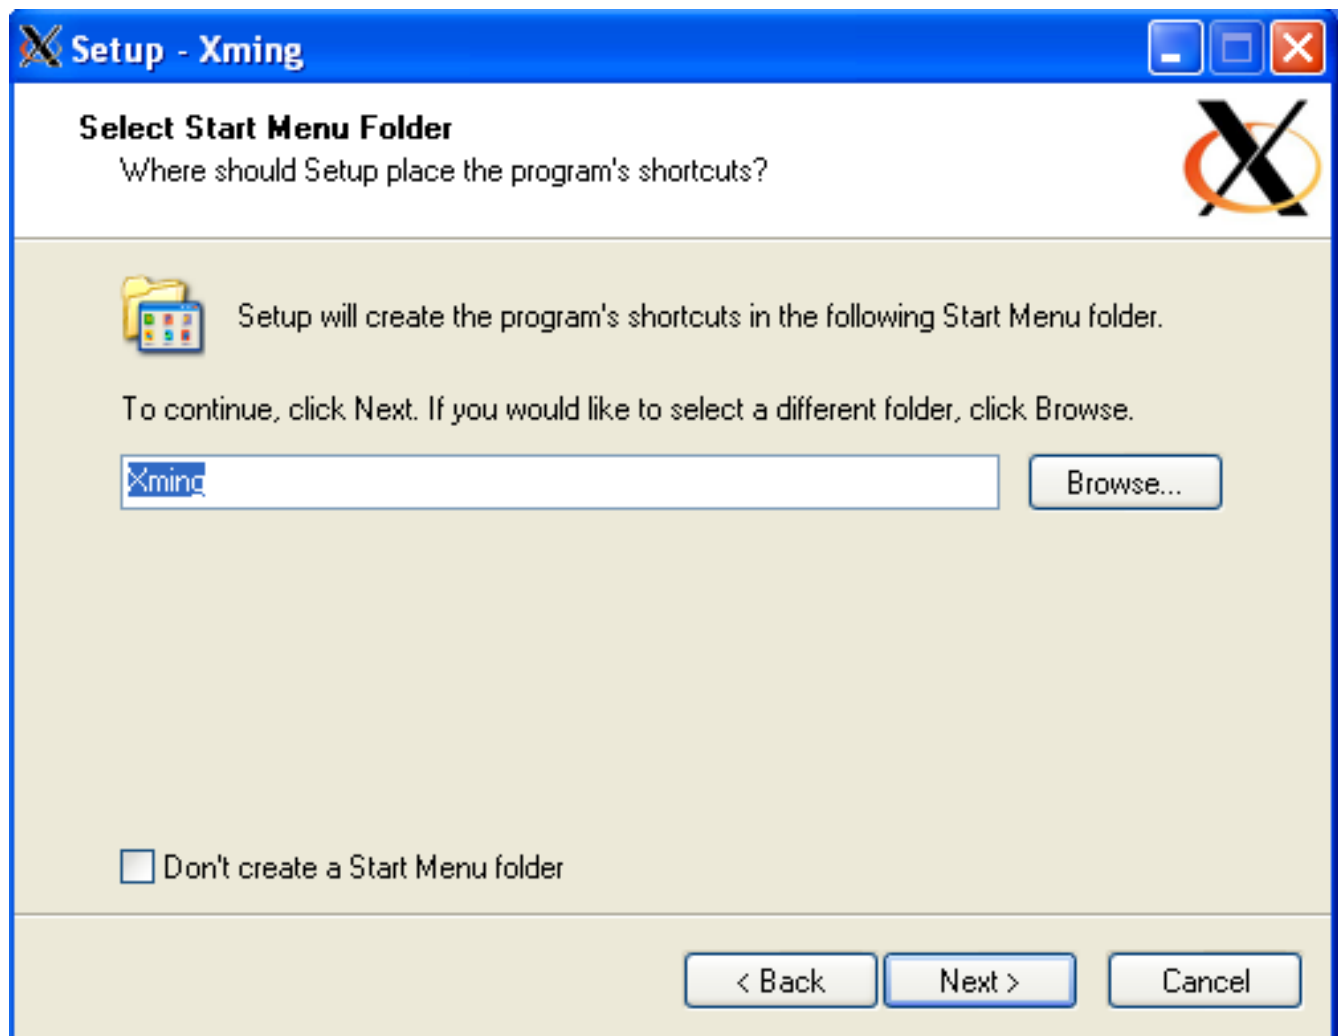 Setup - Xming
Select Start Menu Folder
Where should Setup place the program's shortcuts?
Setup will create the program's shortcuts in the following Start Menu folder.
To continue, click Next. If you would like to select a different folder, click Browse.
Xming
Browse...
Don't create a Start Menu folder
< Back
Next >
Cancel